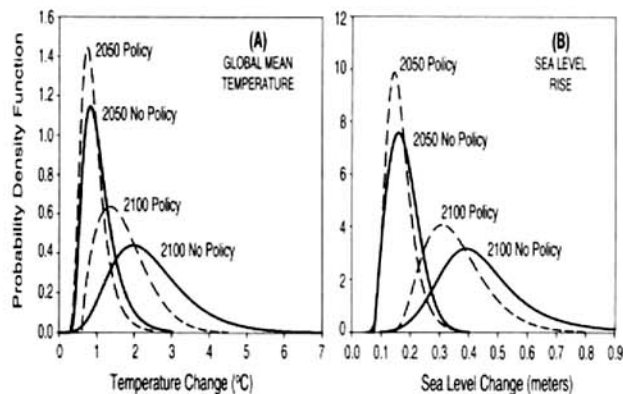 Probability Density Function
1.6
1.4
1.2
1.0
0.8
0.6
0.4
0.2
0.0
(A)
GLOBAL MEAN
TEMPERATURE
2050 Policy
2050 No Policy
2100 Policy
2100 No Policy
0 1 2 3 4 5 6 7
Temperature Change (ºC)
12
10
8
6
4
2
0
(B)
SEA LEVEL
RISE
2050 Policy
2050 No Policy
2100 Policy
2100 No Policy
0.0 0.1 0.2 0.3 0.4 0.5 0.6 0.7 0.8 0.9
Sea Level Change (meters)